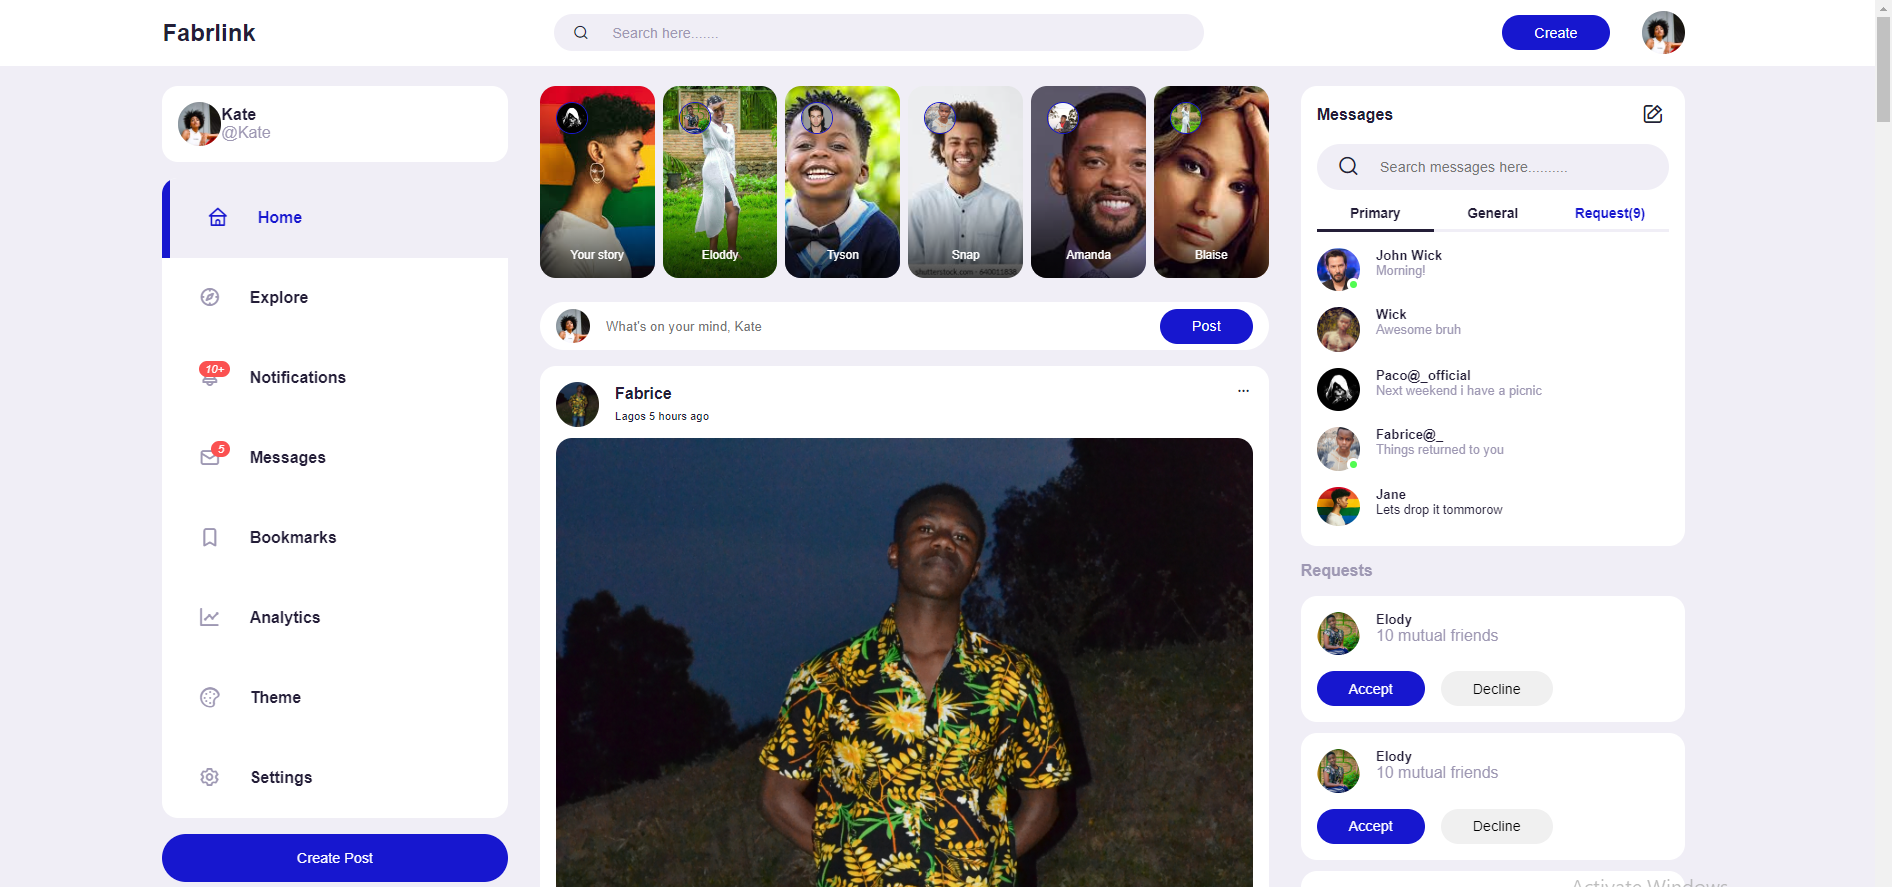 Fabrlink
Search here.......
Create
Kate
@Kate
Home
Explore
10+
Notifications
5
Messages
Bookmarks
Analytics
Theme
Settings
Create Post
Your story
Eloddy
Tyson
Snap
shutterstock.com · 640011838
Amanda
Blaise
What's on your mind, Kate
Post
Fabrice
Lagos 5 hours ago
Messages
Search messages here..........
Primary General Request(9)
John Wick
Morning!
Wick
Awesome bruh
Paco@_official
Next weekend i have a picnic
Fabrice@_
Things returned to you
Jane
Lets drop it tommorow
Requests
Elody
10 mutual friends
Accept Decline
Elody
10 mutual friends
Accept Decline
Activate Windows